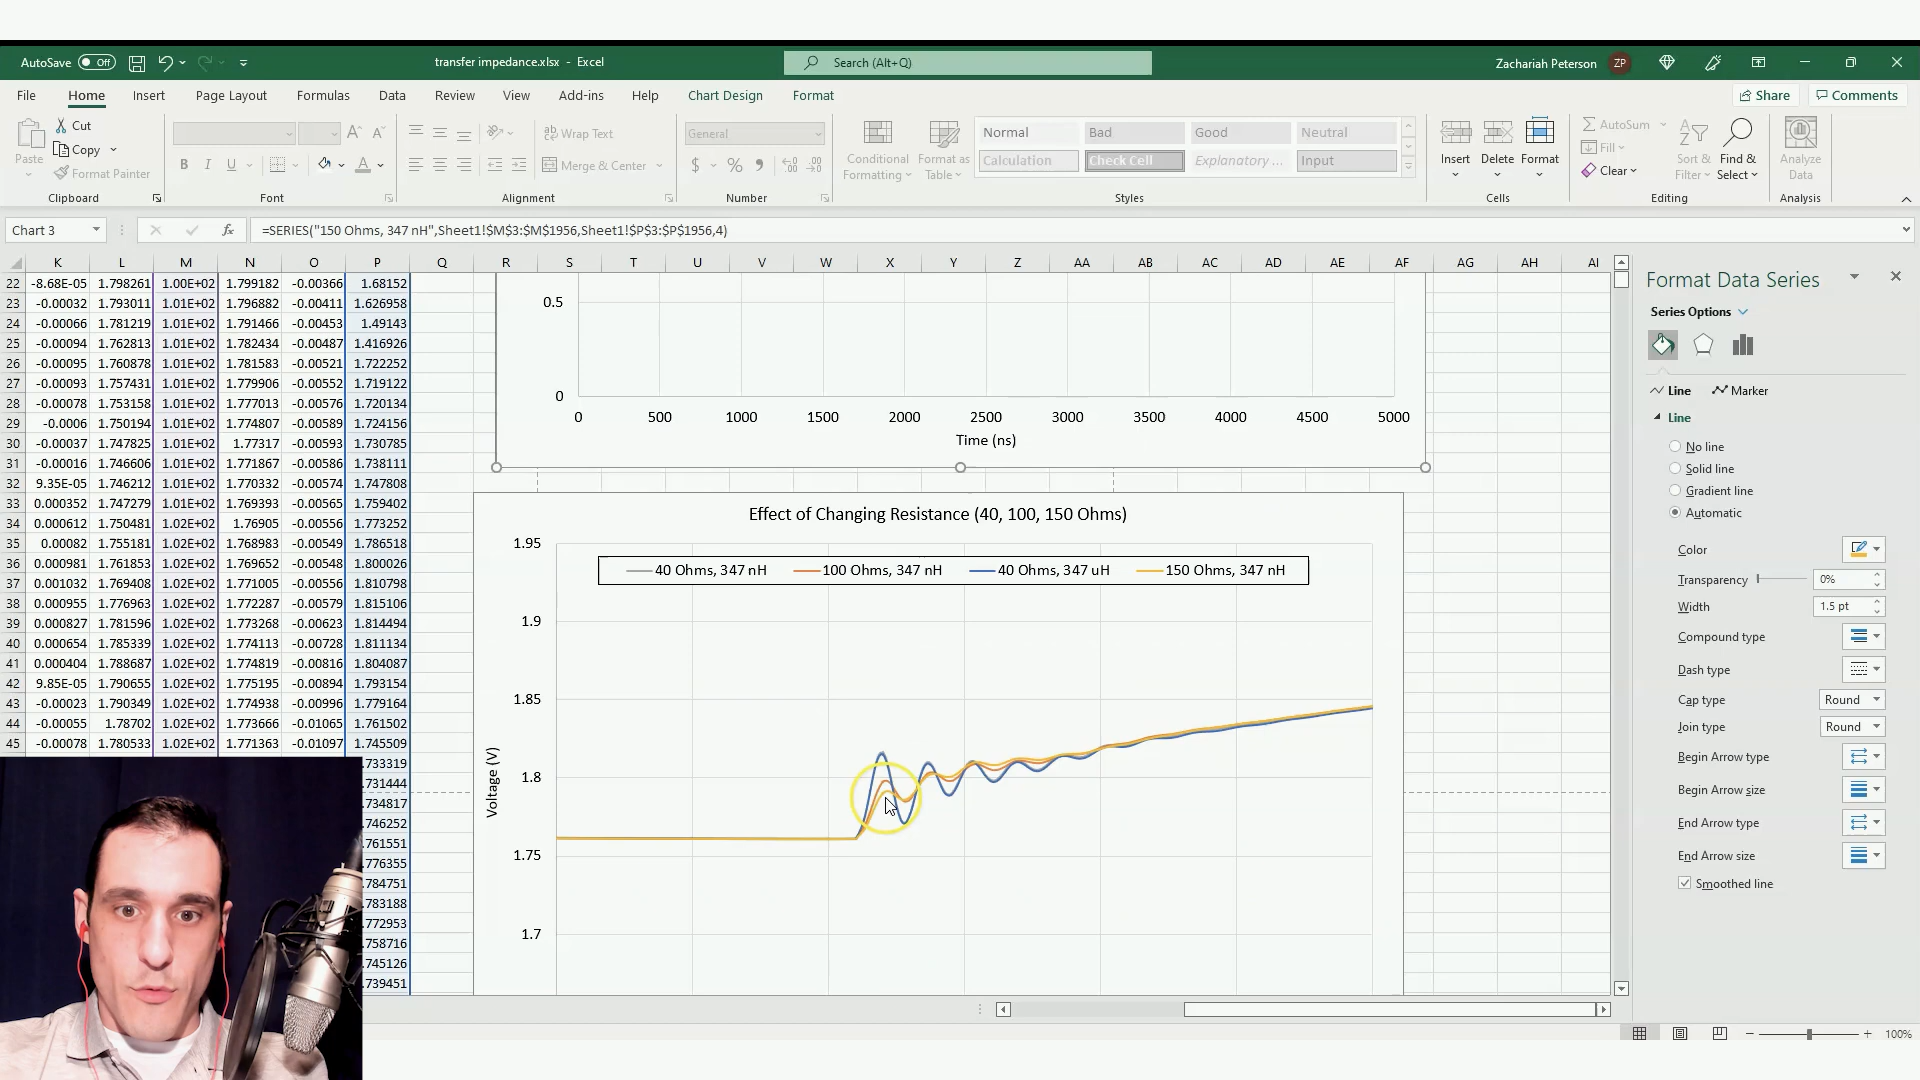 AutoSave Off transfer impedance.xlsx - Excel Search (Alt+Q) Zachariah Peterson ZP
File Home Insert Page Layout Formulas Data Review View Add-ins Help Chart Design Format Share Comments
Paste Cut Copy Format Painter
B I U
Wrap Text Merge & Center
General $ % 9
Conditional Formatting Format as Table
Normal Bad Good Neutral
Calculation Check Cell Explanatory ... Input
Insert Delete Format
AutoSum Fill Clear
Sort & Filter Find & Select
Analyze Data
Clipboard Font Alignment Number Styles Cells Editing Analysis
Chart 3 fx =SERIES("150 Ohms, 347 nH",Sheet1!$M$3:$M$1956,Sheet1!$P$3:$P$1956,4)
K L M N O P Q R S T U V W X Y Z AA AB AC AD AE AF AG AH AI
22 -8.68E-05 1.798261 1.00E+02 1.799182 -0.00366 1.68152
23 -0.00032 1.793011 1.01E+02 1.796882 -0.00411 1.626958
24 -0.00066 1.781219 1.01E+02 1.791466 -0.00453 1.49143
25 -0.00094 1.762813 1.01E+02 1.782434 -0.00487 1.416926
26 -0.00095 1.760878 1.01E+02 1.781583 -0.00521 1.722252
27 -0.00093 1.757431 1.01E+02 1.779906 -0.00552 1.719122
28 -0.00078 1.753158 1.01E+02 1.777013 -0.00576 1.720134
29 -0.0006 1.750194 1.01E+02 1.774807 -0.00589 1.724156
30 -0.00037 1.747825 1.01E+02 1.77317 -0.00593 1.730785
31 -0.00016 1.746606 1.01E+02 1.771867 -0.00586 1.738111
32 9.35E-05 1.746212 1.01E+02 1.770332 -0.00574 1.747808
33 0.000352 1.747279 1.01E+02 1.769393 -0.00565 1.759402
34 0.000612 1.750481 1.02E+02 1.76905 -0.00556 1.773252
35 0.00082 1.755181 1.02E+02 1.768983 -0.00549 1.786518
36 0.000981 1.761853 1.02E+02 1.769652 -0.00548 1.800026
37 0.001032 1.769408 1.02E+02 1.771005 -0.00556 1.810798
38 0.000955 1.776963 1.02E+02 1.772287 -0.00579 1.815106
39 0.000827 1.781596 1.02E+02 1.773268 -0.00623 1.814494
40 0.000654 1.785339 1.02E+02 1.774113 -0.00728 1.811134
41 0.000404 1.788687 1.02E+02 1.774819 -0.00816 1.804087
42 9.85E-05 1.790655 1.02E+02 1.775195 -0.00894 1.793154
43 -0.00023 1.790349 1.02E+02 1.774938 -0.00996 1.779164
44 -0.00055 1.78702 1.02E+02 1.773666 -0.01065 1.761502
45 -0.00078 1.780533 1.02E+02 1.771363 -0.01097 1.745509
.733319
.731444
.734817
.746252
.761551
.776355
.784751
.783188
.772953
.758716
.745126
.739451
0.5
0
0 500 1000 1500 2000 2500 3000 3500 4000 4500 5000
Time (ns)
Effect of Changing Resistance (40, 100, 150 Ohms)
40 Ohms, 347 nH 100 Ohms, 347 nH 40 Ohms, 347 uH 150 Ohms, 347 nH
1.95
1.9
1.85
1.8
1.75
1.7
Voltage (V)
Format Data Series
Series Options
Line Marker
Line
No line
Solid line
Gradient line
Automatic
Color
Transparency 0%
Width 1.5 pt
Compound type
Dash type
Cap type Round
Join type Round
Begin Arrow type
Begin Arrow size
End Arrow type
End Arrow size
Smoothed line
100%